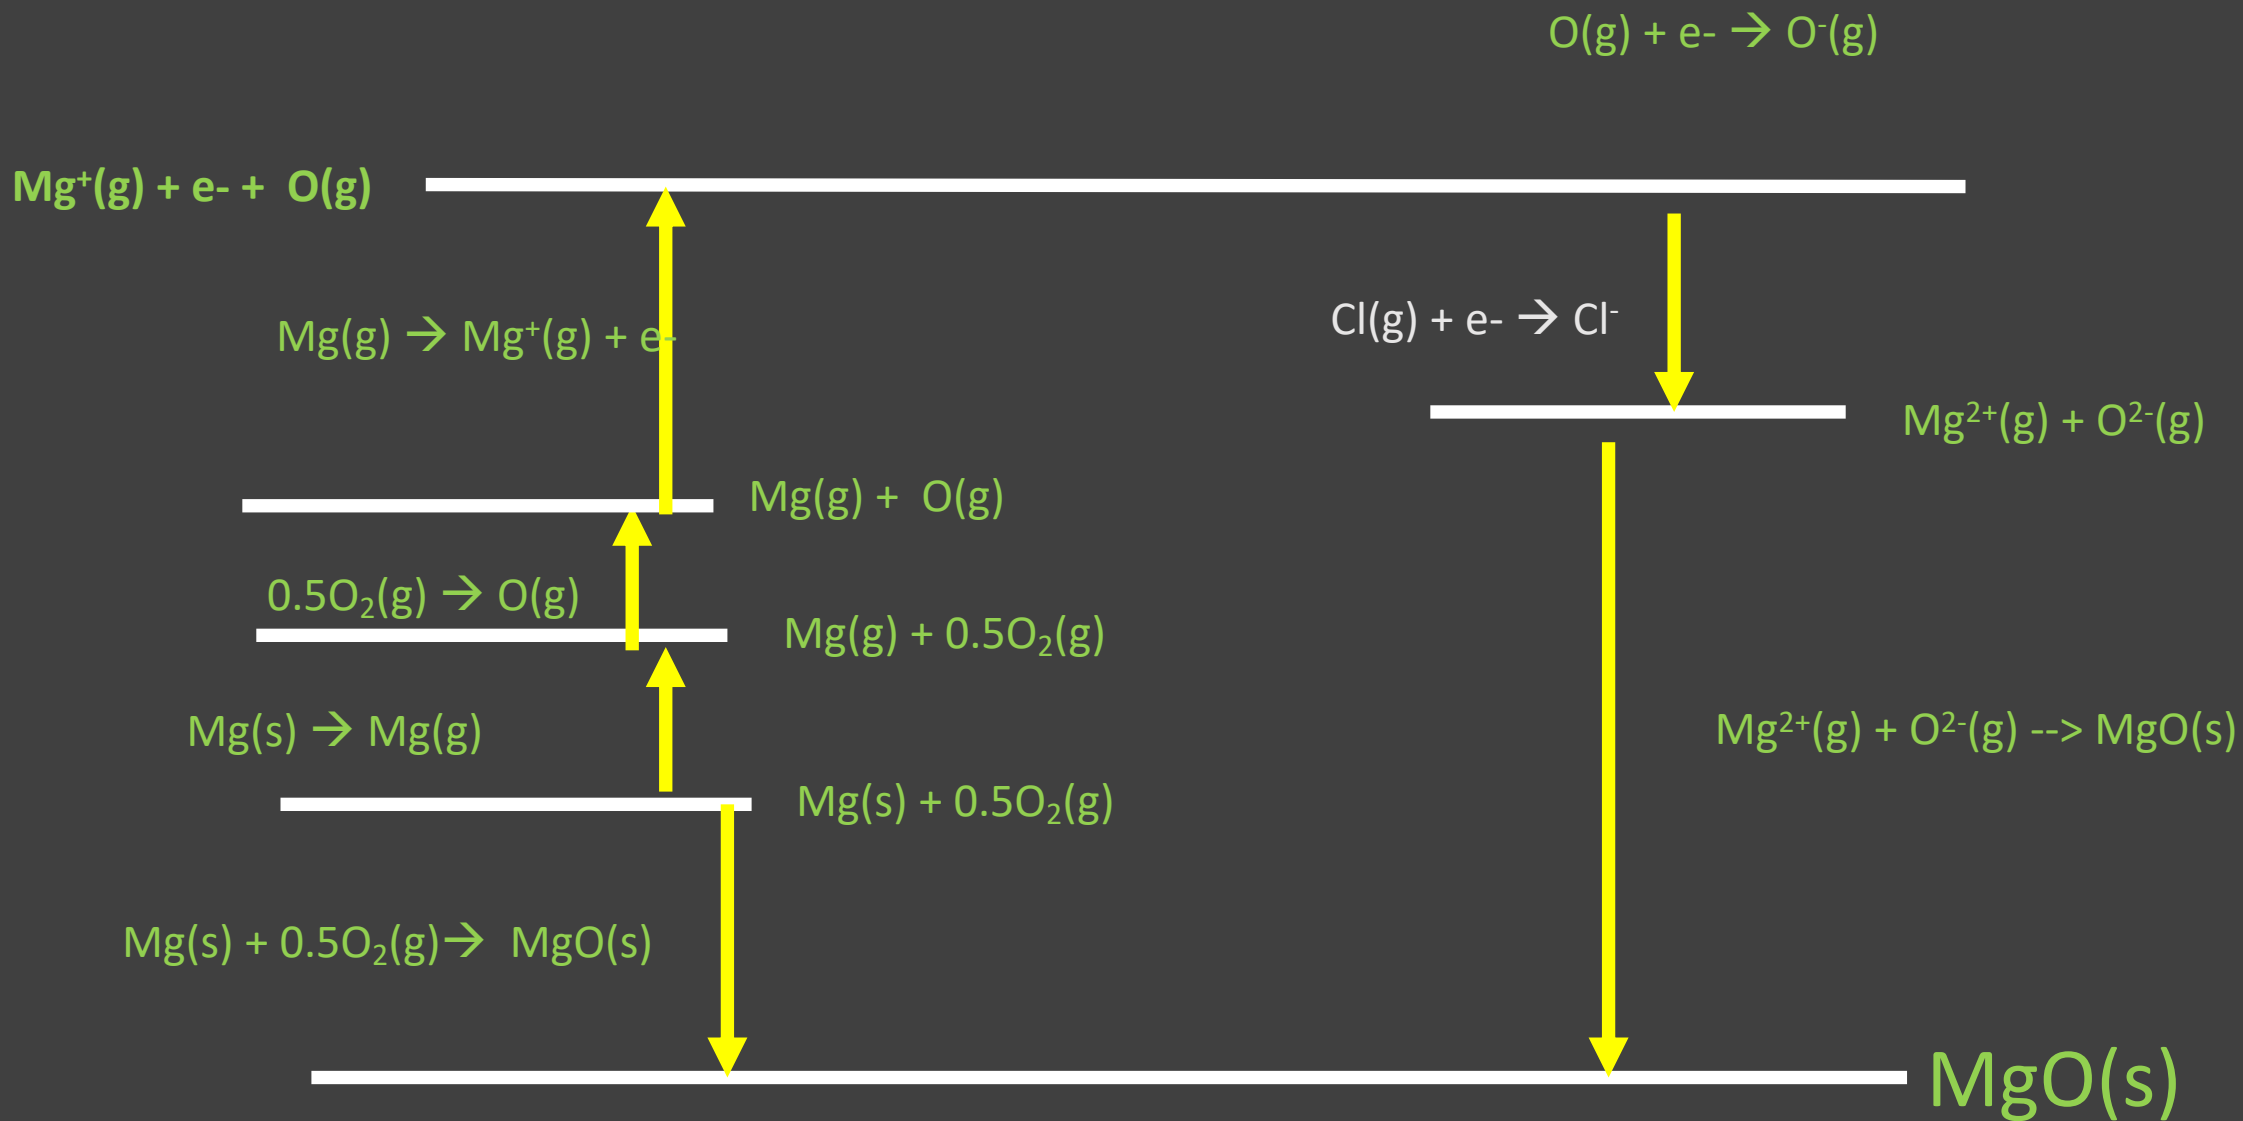 O(g) + e- → O⁻(g)
Mg⁺(g) + e- + O(g)
Mg(g) → Mg⁺(g) + e-
Cl(g) + e- → Cl⁻
Mg²⁺(g) + O²⁻(g)
Mg(g) + O(g)
0.5O₂(g) → O(g)
Mg(g) + 0.5O₂(g)
Mg(s) → Mg(g)
Mg²⁺(g) + O²⁻(g) --> MgO(s)
Mg(s) + 0.5O₂(g)
Mg(s) + 0.5O₂(g)→ MgO(s)
MgO(s)